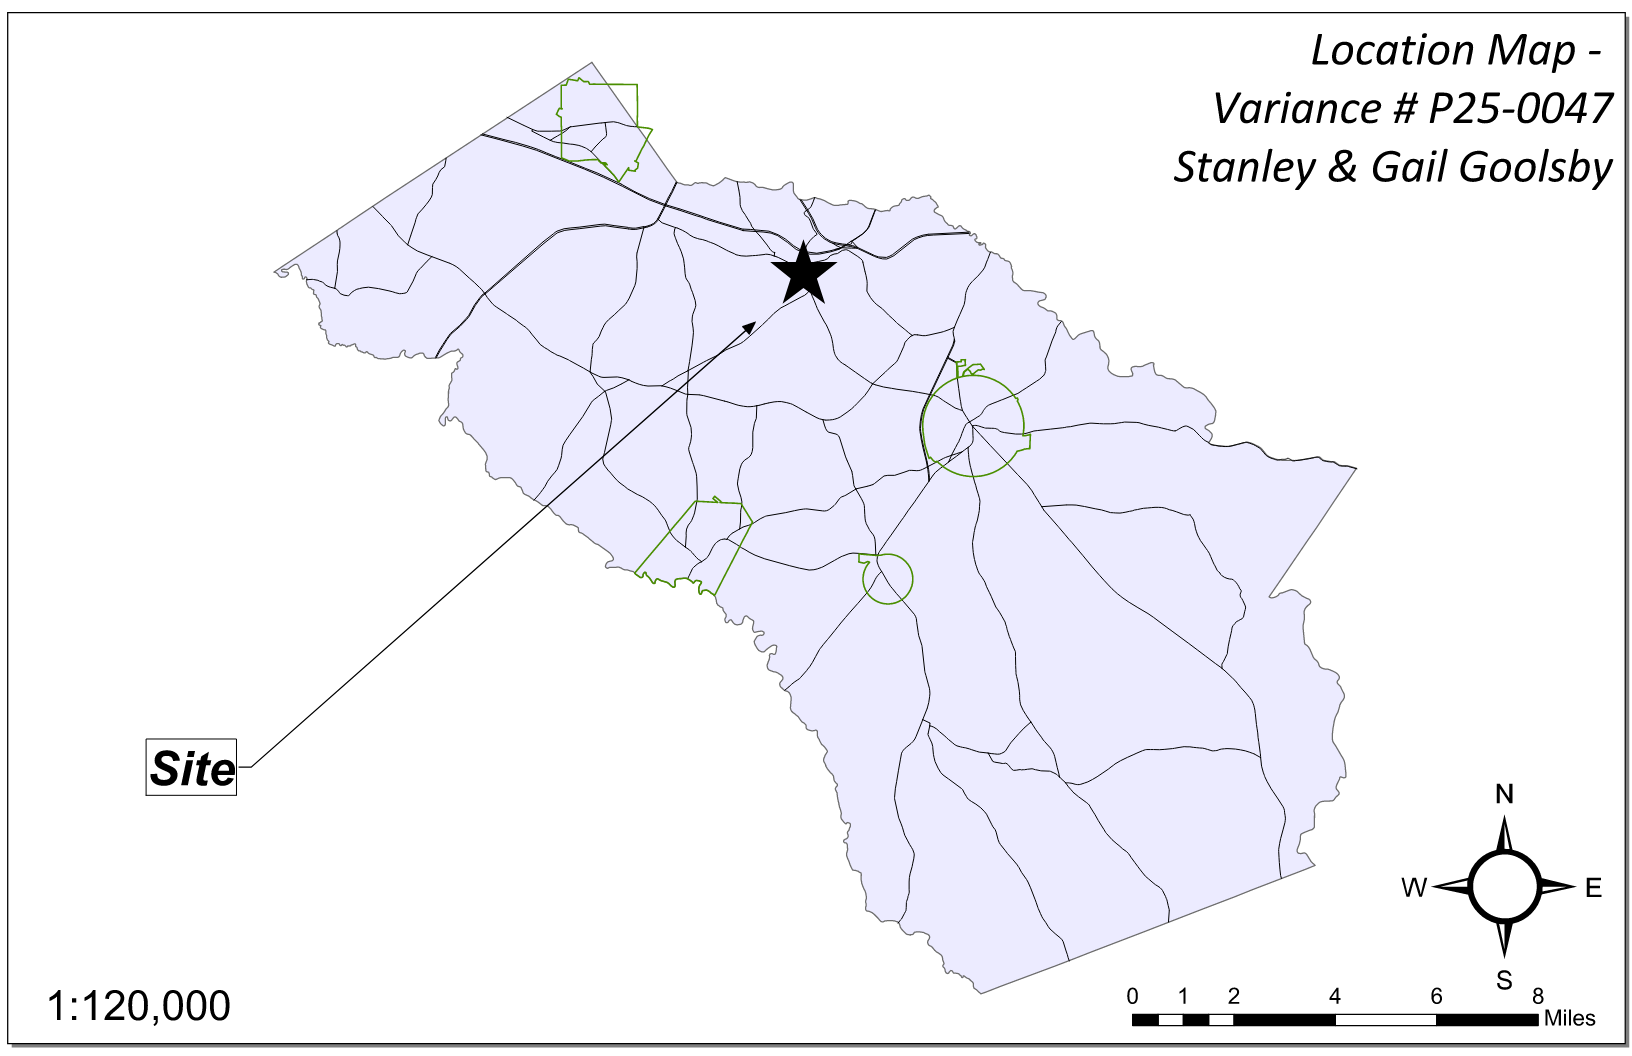 Location Map -
Variance # P25-0047
Stanley & Gail Goolsby
Site
N
W E
S
1:120,000
0 1 2 4 6 8
Miles